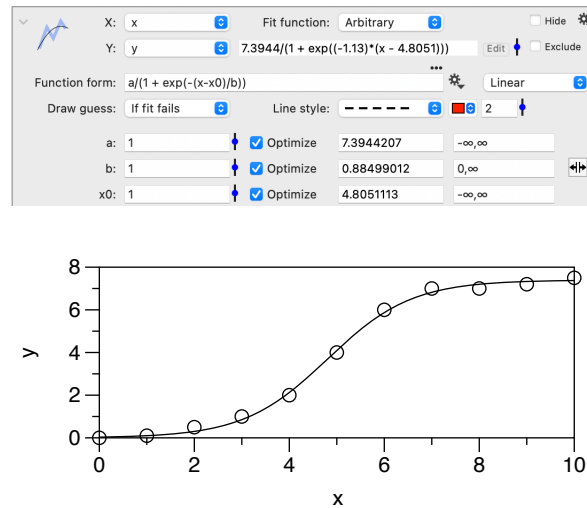 X: x Fit function: Arbitrary Hide
Y: y 7.3944/(1 + exp((-1.13)*(x - 4.8051))) Edit Exclude
Function form: a/(1 + exp(-(x-x0)/b)) Linear
Draw guess: If fit fails Line style: 2
a: 1 Optimize 7.3944207 -∞,∞
b: 1 Optimize 0.88499012 0,∞
x0: 1 Optimize 4.8051113 -∞,∞
8
6
4
2
0
y
0 2 4 6 8 10
x